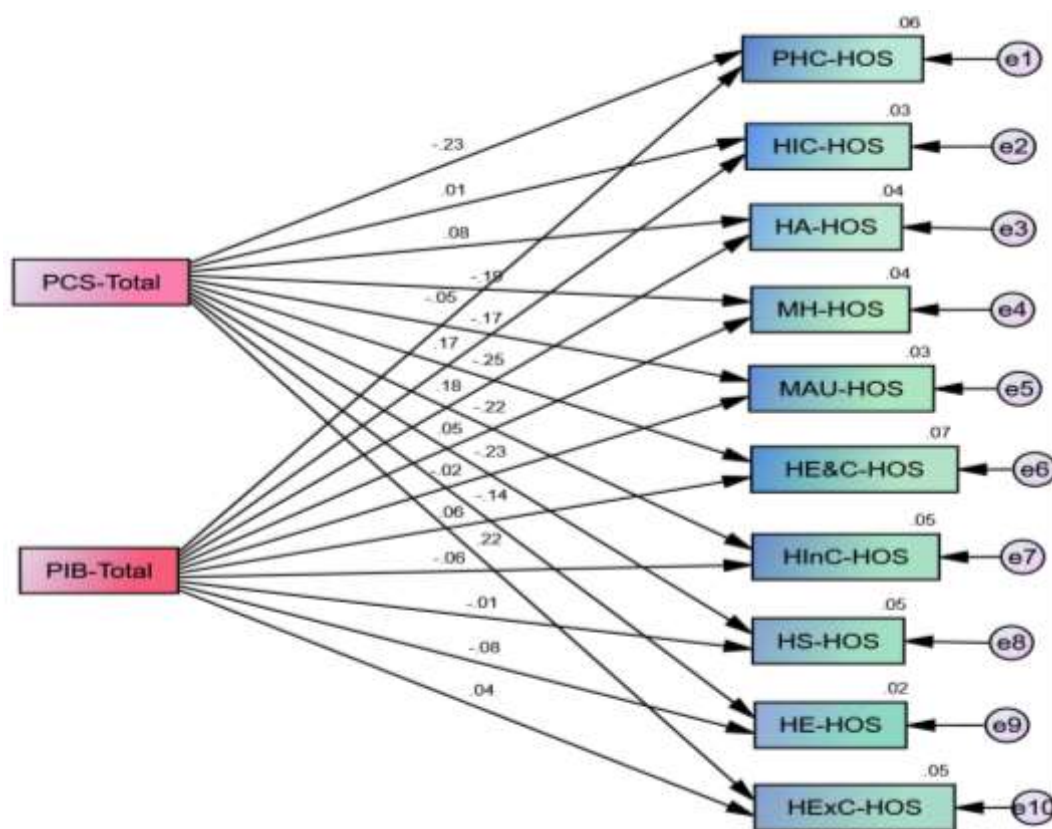 .06
PHC-HOS
e1
.03
-.23
HIC-HOS
e2
.01
.04
HA-HOS
e3
.08
PCS-Total
-.19
.04
-.05
MH-HOS
e4
-.17
.17
.03
-.25
MAU-HOS
e5
.18
-.22
.05
.07
-.23
HE&C-HOS
e6
-.02
-.14
.06
.05
.22
PIB-Total
-.06
HInC-HOS
e7
-.01
.05
HS-HOS
e8
-.08
.04
.02
HE-HOS
e9
.05
HExC-HOS
e10